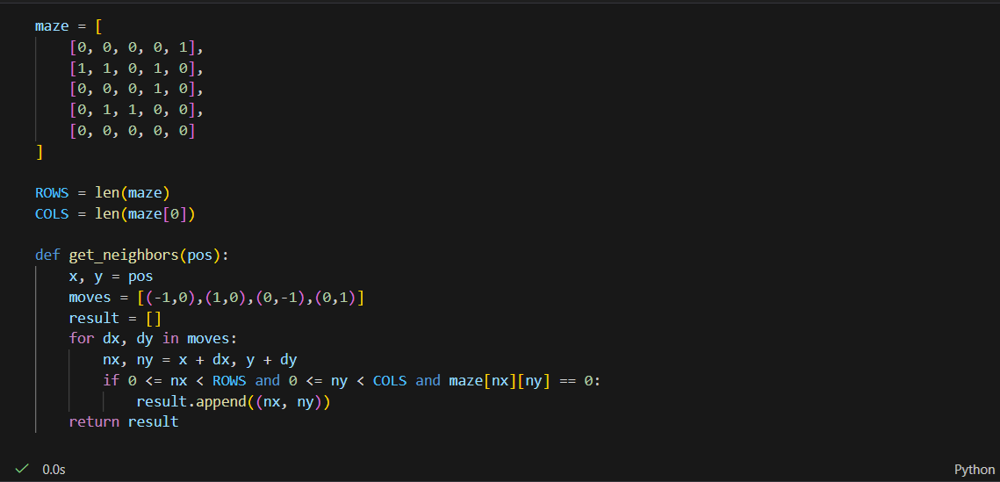 maze = [
    [0, 0, 0, 0, 1],
    [1, 1, 0, 1, 0],
    [0, 0, 0, 1, 0],
    [0, 1, 1, 0, 0],
    [0, 0, 0, 0, 0]
]

ROWS = len(maze)
COLS = len(maze[0])

def get_neighbors(pos):
    x, y = pos
    moves = [(-1,0),(1,0),(0,-1),(0,1)]
    result = []
    for dx, dy in moves:
        nx, ny = x + dx, y + dy
        if 0 <= nx < ROWS and 0 <= ny < COLS and maze[nx][ny] == 0:
            result.append((nx, ny))
    return result

0.0s
Python